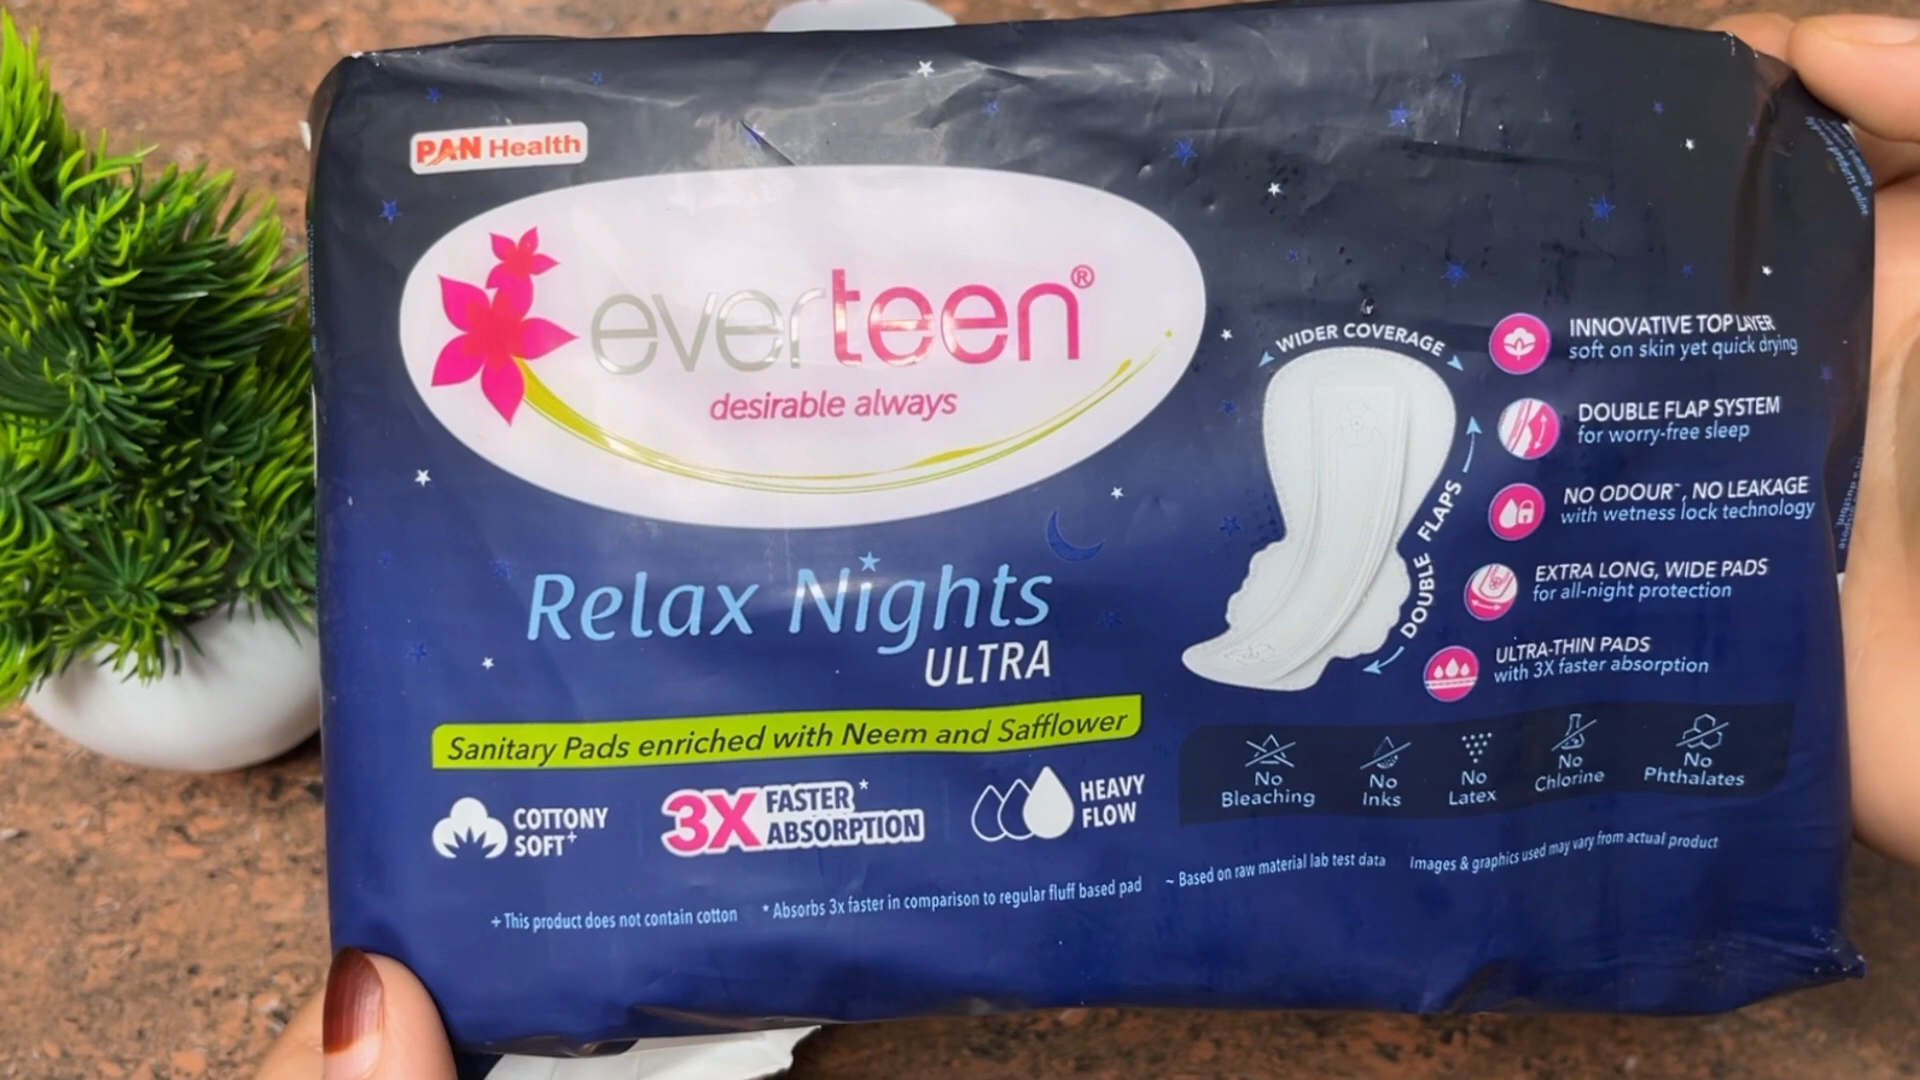 PAN Health
everteen®
desirable always
Relax Nights
ULTRA
Sanitary Pads enriched with Neem and Safflower
COTTONY
SOFT+
3X FASTER*
ABSORPTION
HEAVY
FLOW
+ This product does not contain cotton
* Absorbs 3x faster in comparison to regular fluff based pad
~ Based on raw material lab test data
Images & graphics used may vary from actual product
WIDER COVERAGE
DOUBLE FLAPS
INNOVATIVE TOP LAYER
soft on skin yet quick drying
DOUBLE FLAP SYSTEM
for worry-free sleep
NO ODOUR~, NO LEAKAGE
with wetness lock technology
EXTRA LONG, WIDE PADS
for all-night protection
ULTRA-THIN PADS
with 3X faster absorption
No
Bleaching
No
Inks
No
Latex
No
Chlorine
No
Phthalates